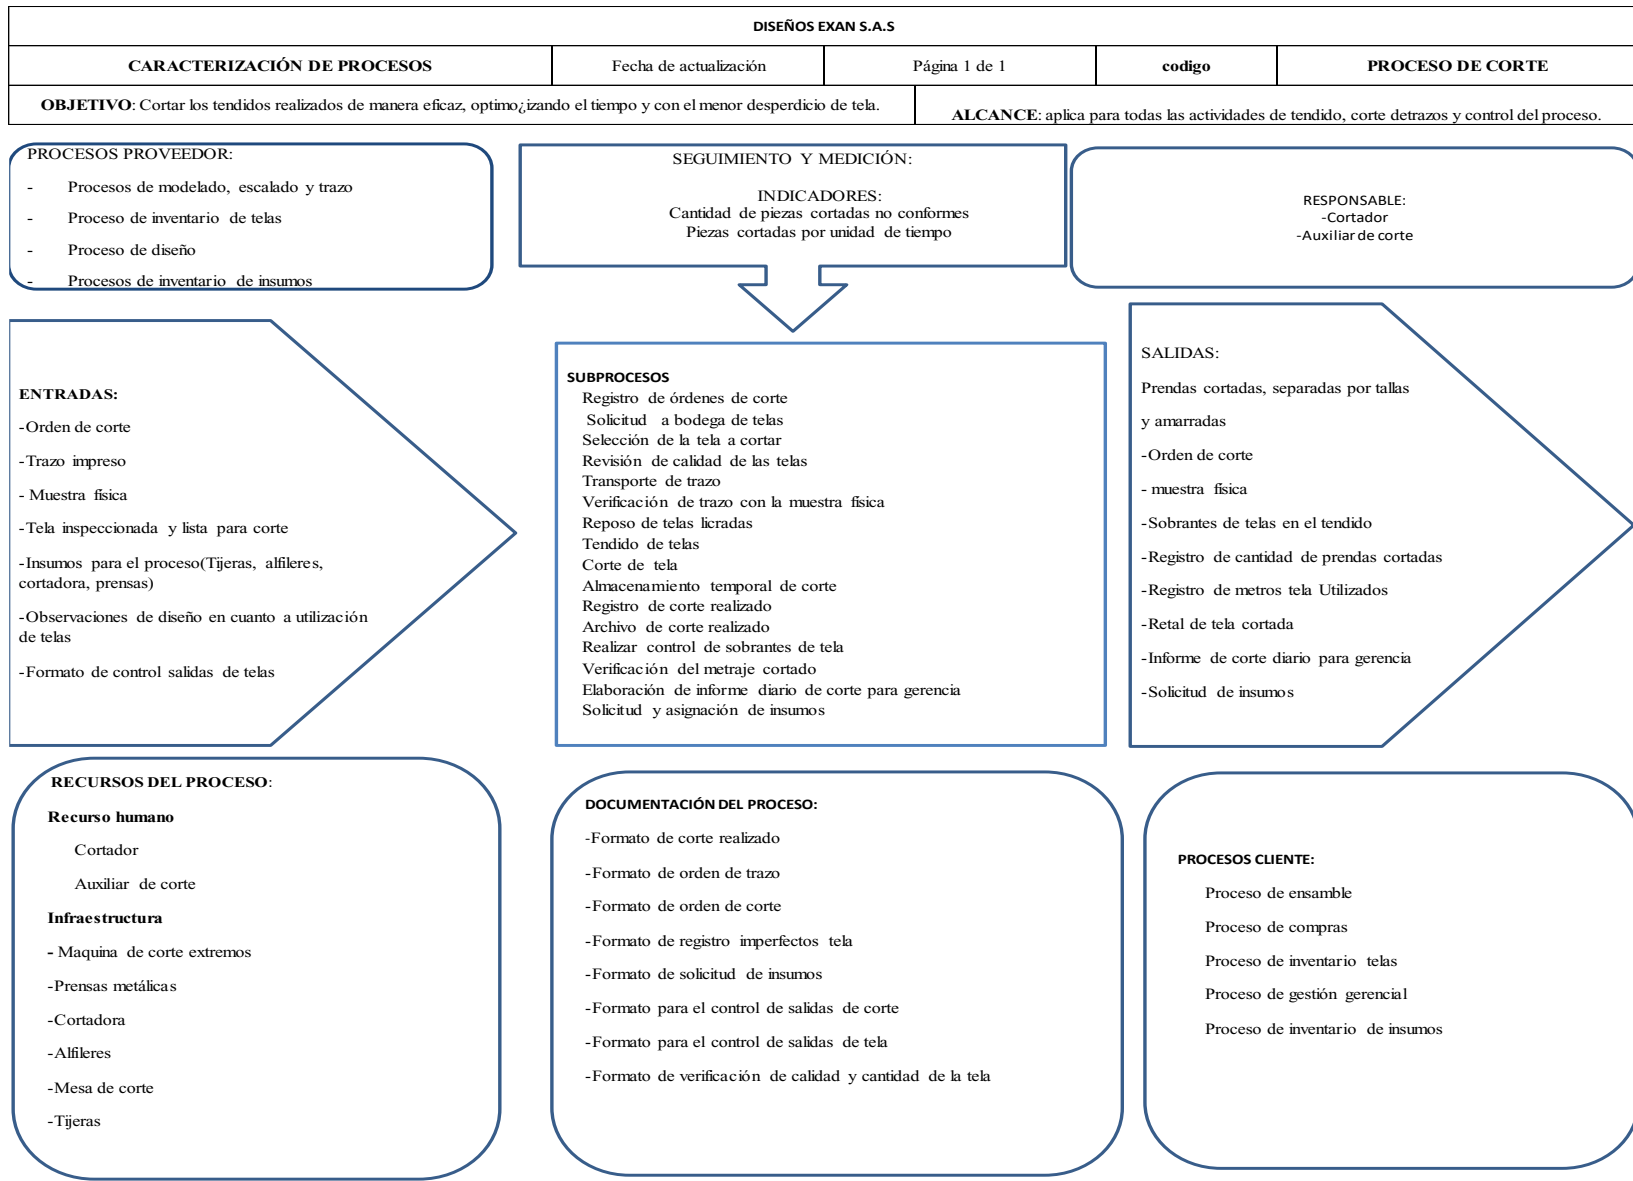 DISEÑOS EXAN S.A.S
CARACTERIZACIÓN DE PROCESOS
Fecha de actualización
Página 1 de 1
codigo
PROCESO DE CORTE
OBJETIVO: Cortar los tendidos realizados de manera eficaz, optimo¿izando el tiempo y con el menor desperdicio de tela.
ALCANCE: aplica para todas las actividades de tendido, corte detrazos y control del proceso.
PROCESOS PROVEEDOR:
- Procesos de modelado, escalado y trazo
- Proceso de inventario de telas
- Proceso de diseño
- Procesos de inventario de insumos
SEGUIMIENTO Y MEDICIÓN:
INDICADORES:
Cantidad de piezas cortadas no conformes
Piezas cortadas por unidad de tiempo
RESPONSABLE:
-Cortador
-Auxiliar de corte
ENTRADAS:
-Orden de corte
-Trazo impreso
- Muestra física
-Tela inspeccionada y lista para corte
-Insumos para el proceso(Tijeras, alfileres,
cortadora, prensas)
-Observaciones de diseño en cuanto a utilización
de telas
-Formato de control salidas de telas
SUBPROCESOS
Registro de órdenes de corte
Solicitud a bodega de telas
Selección de la tela a cortar
Revisión de calidad de las telas
Transporte de trazo
Verificación de trazo con la muestra física
Reposo de telas licradas
Tendido de telas
Corte de tela
Almacenamiento temporal de corte
Registro de corte realizado
Archivo de corte realizado
Realizar control de sobrantes de tela
Verificación del metraje cortado
Elaboración de informe diario de corte para gerencia
Solicitud y asignación de insumos
SALIDAS:
Prendas cortadas, separadas por tallas
y amarradas
-Orden de corte
- muestra física
-Sobrantes de telas en el tendido
-Registro de cantidad de prendas cortadas
-Registro de metros tela Utilizados
-Retal de tela cortada
-Informe de corte diario para gerencia
-Solicitud de insumos
RECURSOS DEL PROCESO:
Recurso humano
Cortador
Auxiliar de corte
Infraestructura
- Maquina de corte extremos
-Prensas metálicas
-Cortadora
-Alfileres
-Mesa de corte
-Tijeras
DOCUMENTACIÓN DEL PROCESO:
-Formato de corte realizado
-Formato de orden de trazo
-Formato de orden de corte
-Formato de registro imperfectos tela
-Formato de solicitud de insumos
-Formato para el control de salidas de corte
-Formato para el control de salidas de tela
-Formato de verificación de calidad y cantidad de la tela
PROCESOS CLIENTE:
Proceso de ensamble
Proceso de compras
Proceso de inventario telas
Proceso de gestión gerencial
Proceso de inventario de insumos